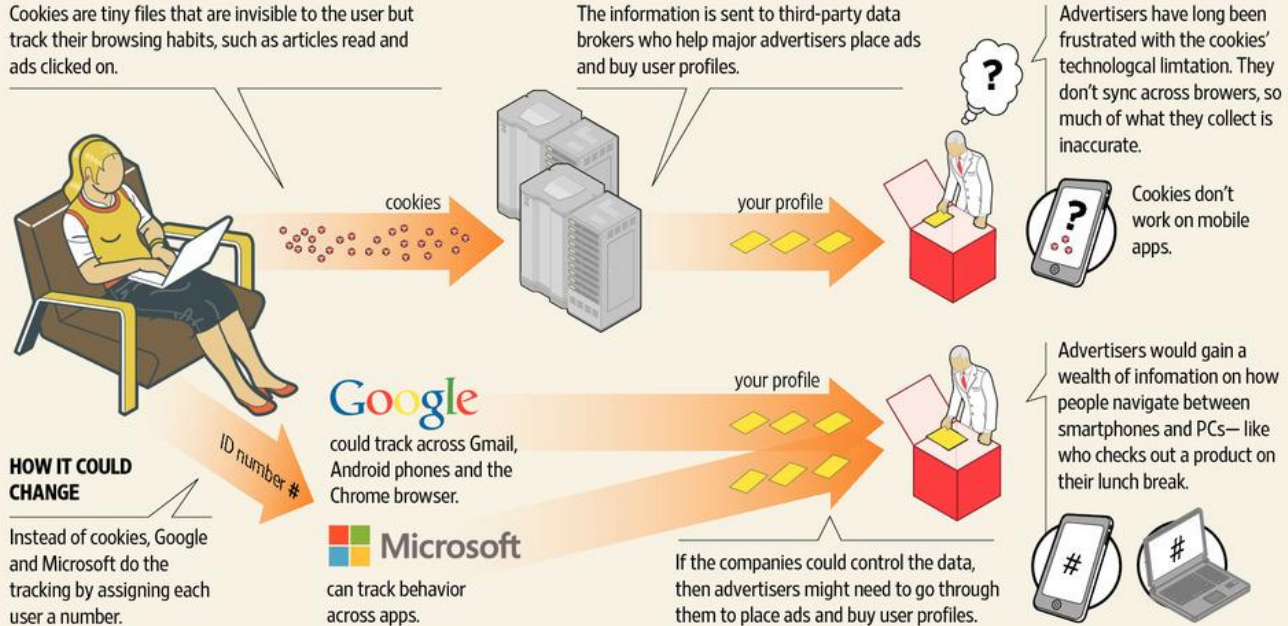 Cookies are tiny files that are invisible to the user but
track their browsing habits, such as articles read and
ads clicked on.
The information is sent to third-party data
brokers who help major advertisers place ads
and buy user profiles.
Advertisers have long been
frustrated with the cookies’
technologcal limtation. They
don’t sync across browers, so
much of what they collect is
inaccurate.
?
cookies
your profile
?
Cookies don’t
work on mobile
apps.
HOW IT COULD
CHANGE
Instead of cookies, Google
and Microsoft do the
tracking by assigning each
user a number.
ID number #
Google
could track across Gmail,
Android phones and the
Chrome browser.
Microsoft
can track behavior
across apps.
your profile
If the companies could control the data,
then advertisers might need to go through
them to place ads and buy user profiles.
Advertisers would gain a
wealth of infomation on how
people navigate between
smartphones and PCs— like
who checks out a product on
their lunch break.
#
#